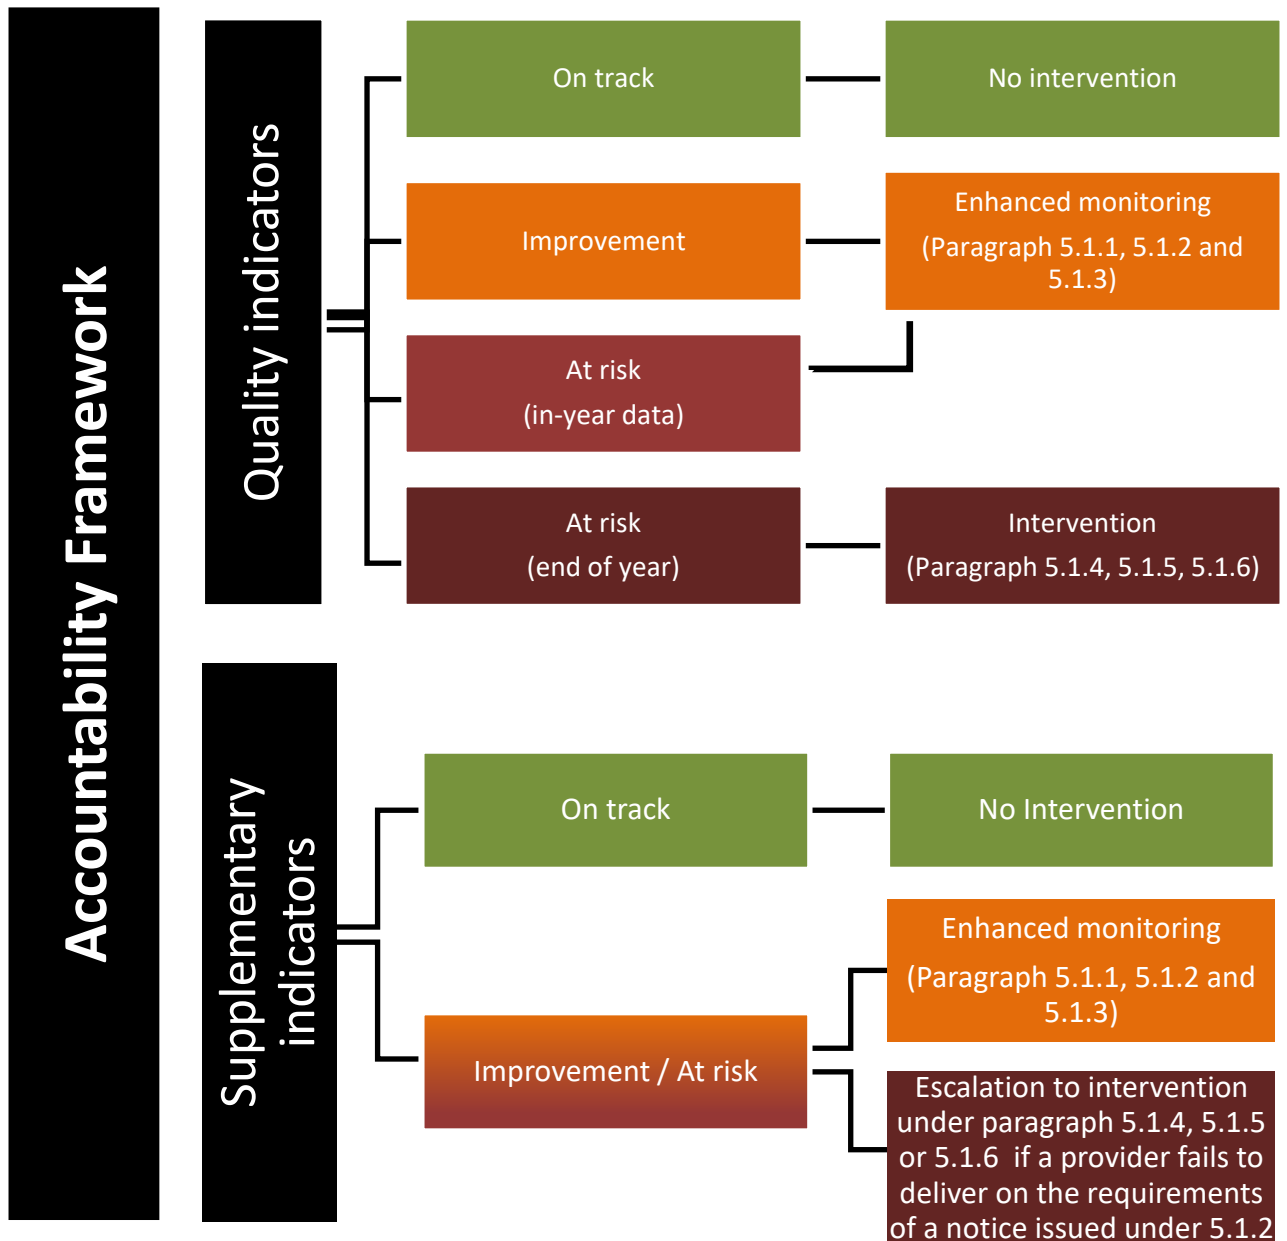 Accountability Framework
Quality indicators
On track
No intervention
Improvement
Enhanced monitoring
(Paragraph 5.1.1, 5.1.2 and
5.1.3)
At risk
(in-year data)
At risk
(end of year)
Intervention
(Paragraph 5.1.4, 5.1.5, 5.1.6)
Supplementary
indicators
On track
No Intervention
Improvement / At risk
Enhanced monitoring
(Paragraph 5.1.1, 5.1.2 and
5.1.3)
Escalation to intervention
under paragraph 5.1.4, 5.1.5
or 5.1.6 if a provider fails to
deliver on the requirements
of a notice issued under 5.1.2